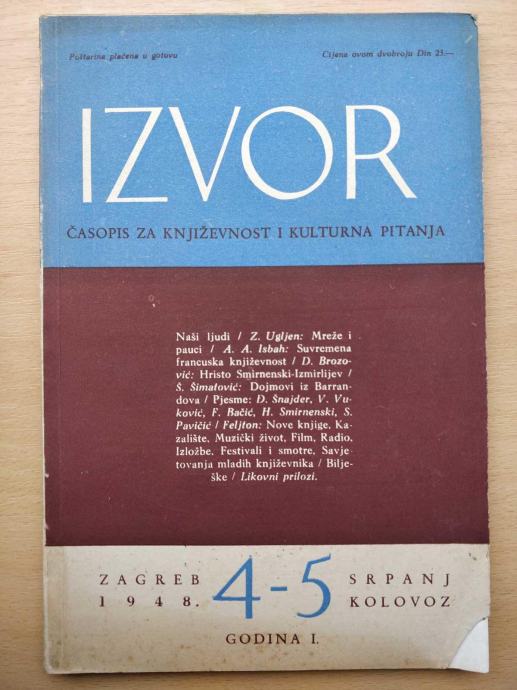 Poštarina plaćena u gotovu
Cijena ovom dvobroju Din 25.—
IZVOR
ČASOPIS ZA KNJIŽEVNOST I KULTURNA PITANJA
Naši ljudi / Z. Ugljen: Mreže i
pauci / A. A. Isbah: Suvremena
francuska književnost / D. Brozo-
vić: Hristo Smirnenski-Izmirlijev /
Š. Šimatović: Dojmovi iz Barran-
dova / Pjesme: D. Šnajder, V. Vu-
ković, F. Bačić, H. Smirnenski, S.
Pavičić / Feljton: Nove knjige, Ka-
zalište, Muzički život, Film, Radio,
Izložbe, Festivali i smotre, Savje-
tovanja mladih književnika / Bilje-
ške / Likovni prilozi.
ZAGREB 4-5 SRPANJ
1948. KOLOVOZ
GODINA I.